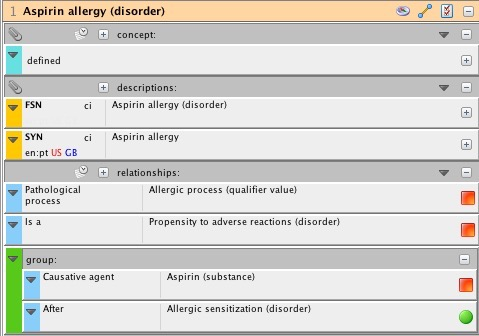 1 Aspirin allergy (disorder)
concept:
defined
descriptions:
FSN ci Aspirin allergy (disorder)
SYN ci Aspirin allergy
en:pt US GB
relationships:
Pathological process Allergic process (qualifier value)
Is a Propensity to adverse reactions (disorder)
group:
Causative agent Aspirin (substance)
After Allergic sensitization (disorder)